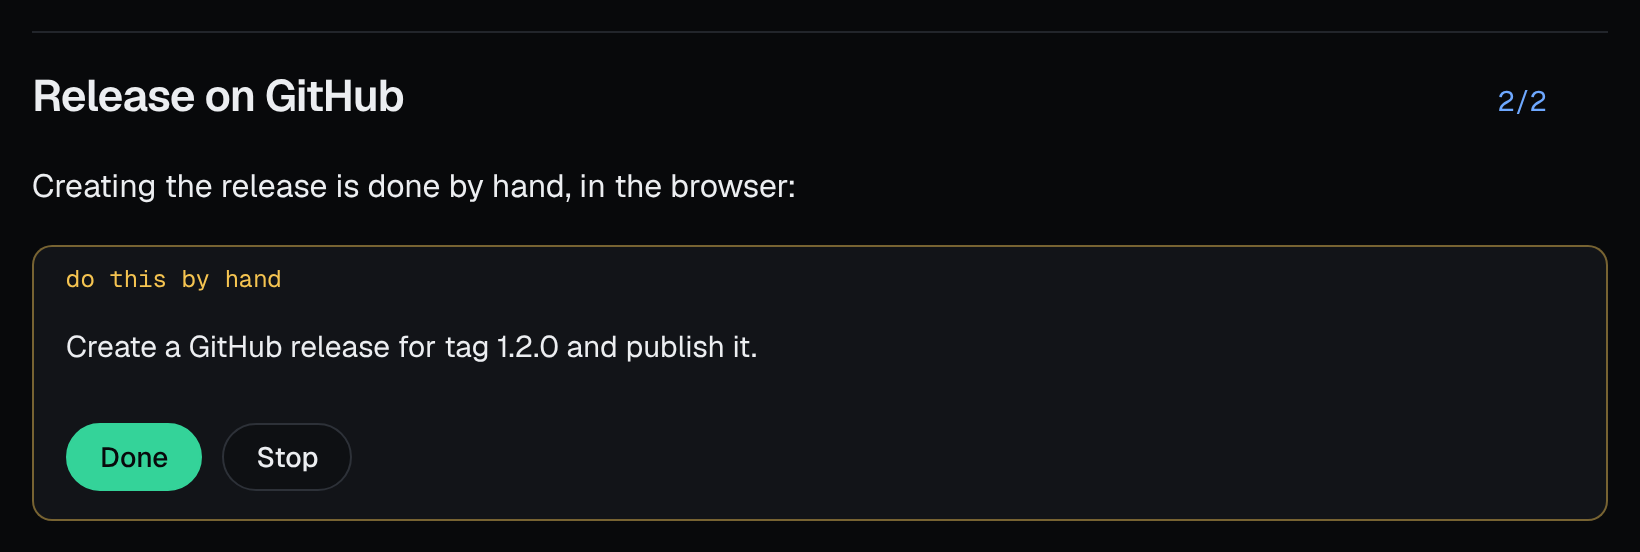 Release on GitHub
2/2
Creating the release is done by hand, in the browser:
do this by hand
Create a GitHub release for tag 1.2.0 and publish it.
Done
Stop